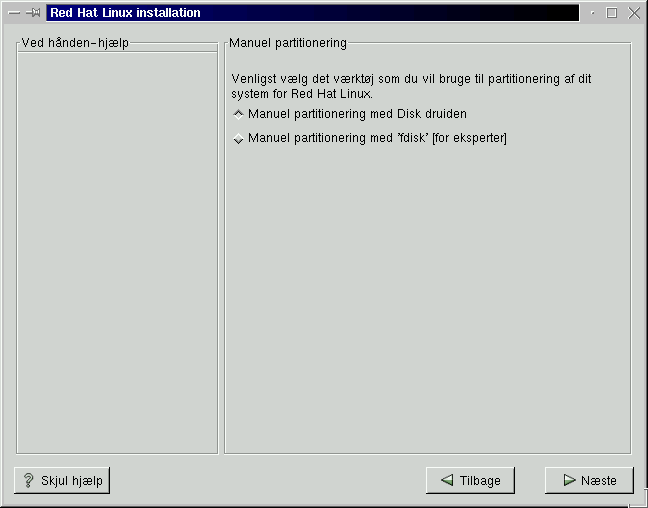 Red Hat Linux installation
Ved hånden-hjælp
Manuel partitionering
Venligst vælg det værktøj som du vil bruge til partitionering af dit
system for Red Hat Linux.
Manuel partitionering med Disk druiden
Manuel partitionering med 'fdisk' [for eksperter]
? Skjul hjælp
Tilbage
Næste